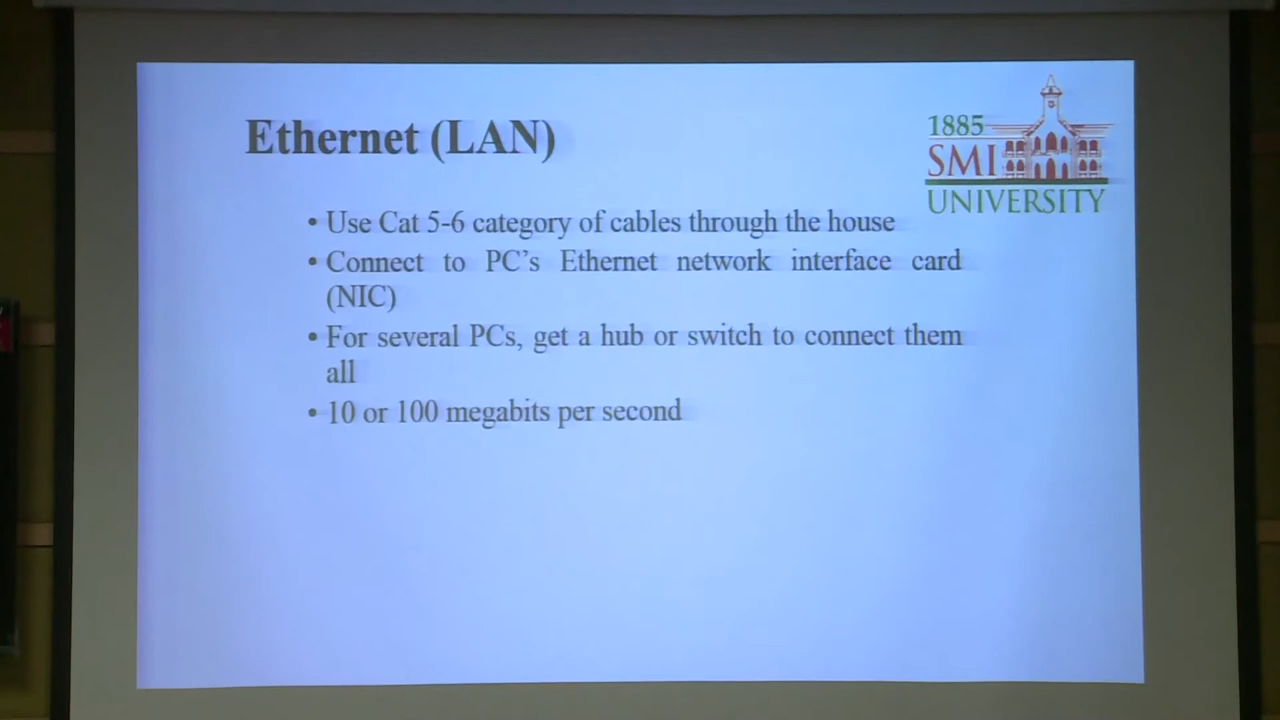 Ethernet (LAN)
1885
SMI
UNIVERSITY
• Use Cat 5-6 category of cables through the house
• Connect to PC’s Ethernet network interface card
(NIC)
• For several PCs, get a hub or switch to connect them
all
• 10 or 100 megabits per second